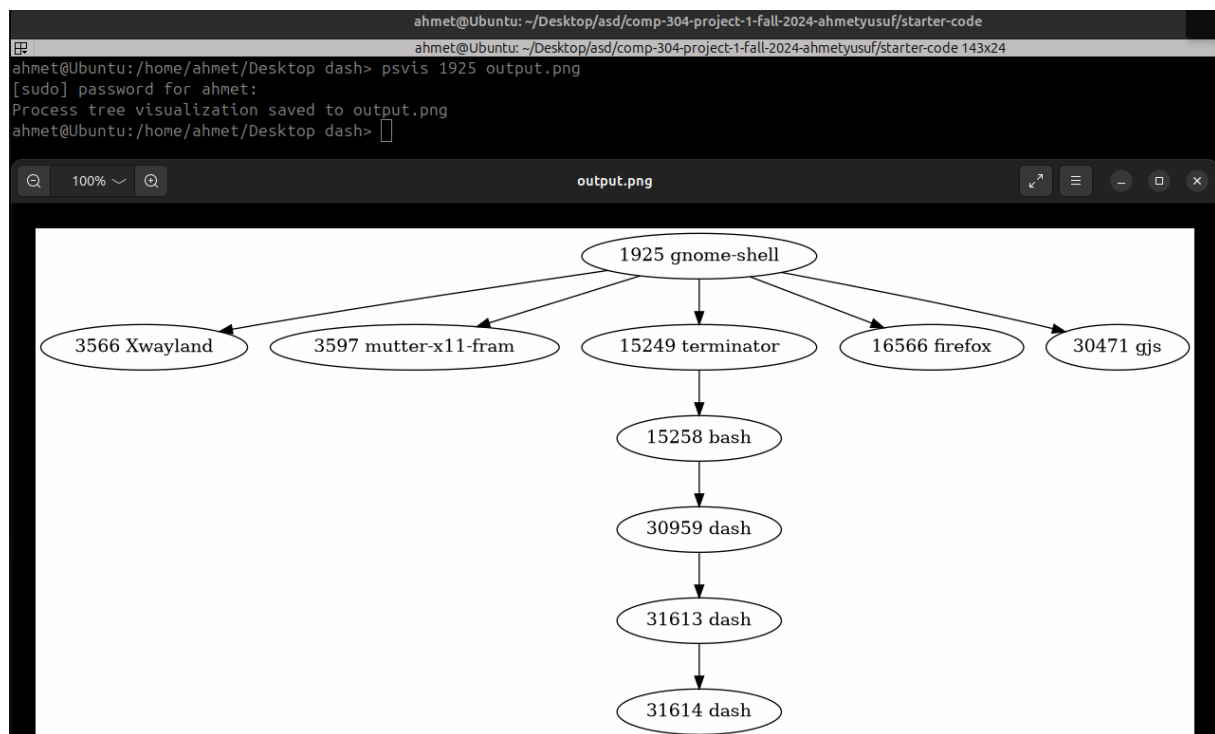 ahmet@Ubuntu: ~/Desktop/asd/comp-304-project-1-fall-2024-ahmetyusuf/starter-code
ahmet@Ubuntu: ~/Desktop/asd/comp-304-project-1-fall-2024-ahmetyusuf/starter-code 143x24
ahmet@Ubuntu:/home/ahmet/Desktop dash> psvis 1925 output.png
[sudo] password for ahmet:
Process tree visualization saved to output.png
ahmet@Ubuntu:/home/ahmet/Desktop dash>
100% output.png
1925 gnome-shell
3566 Xwayland 3597 mutter-x11-fram 15249 terminator 16566 firefox 30471 gjs
15258 bash
30959 dash
31613 dash
31614 dash